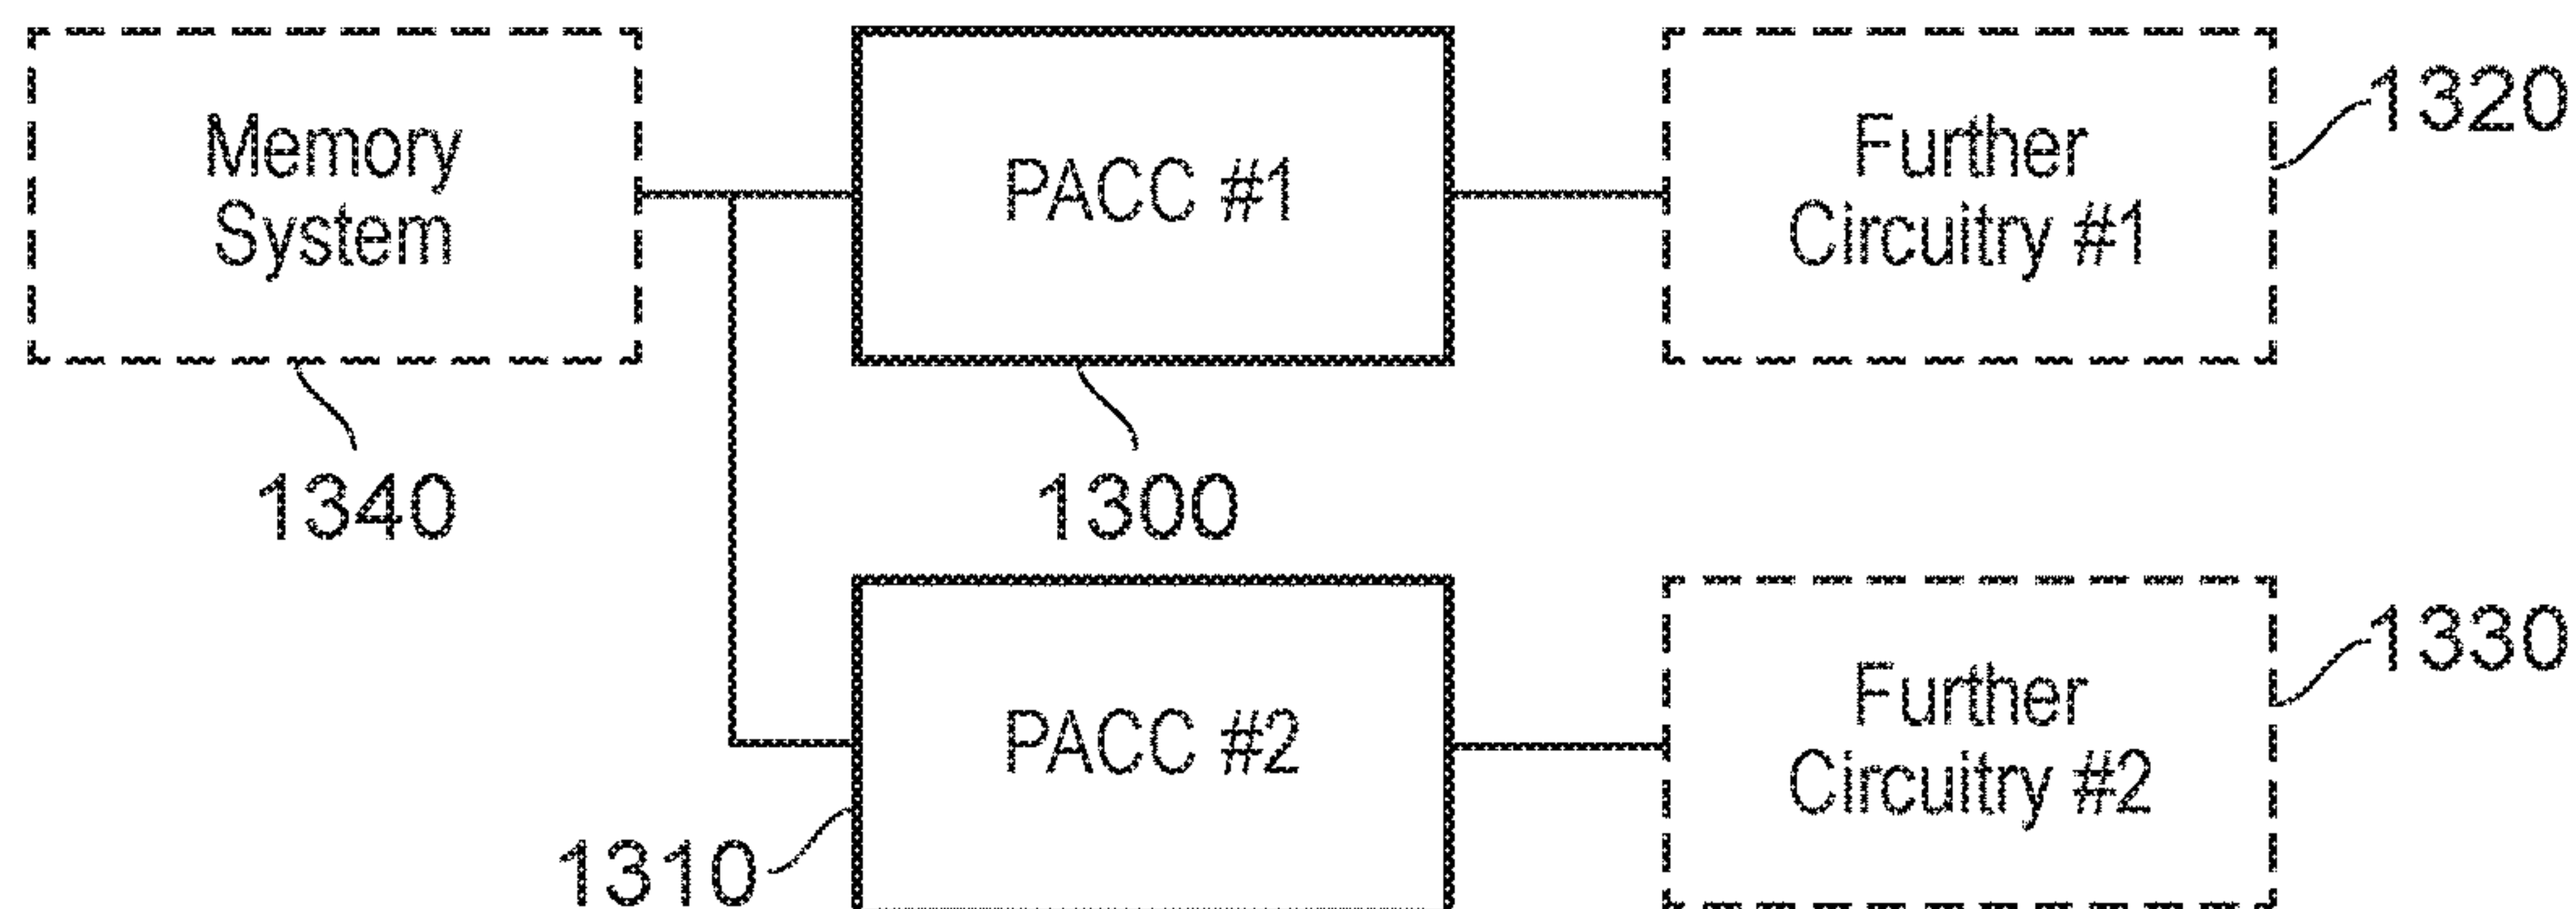 Memory
System
PACC #1
Further
Circuitry #1
1320
1340
1300
PACC #2
Further
Circuitry #2
1330
1310